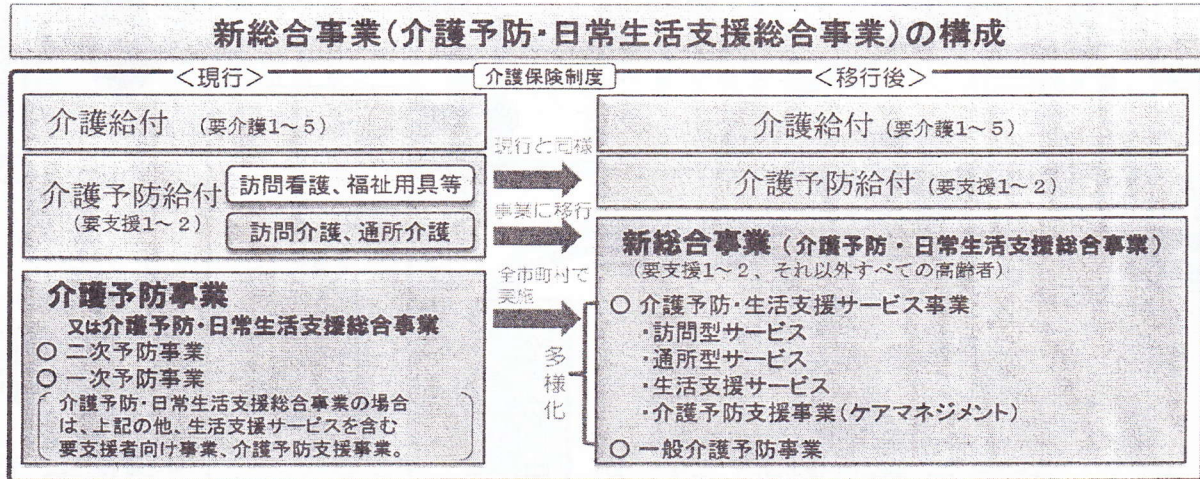 新総合事業(介護予防・日常生活支援総合事業)の構成
＜現行＞
介護保険制度
＜移行後＞
介護給付 (要介護1～5)
介護予防給付
(要支援1～2)
訪問看護、福祉用具等
訪問介護、通所介護
介護予防事業
又は介護予防・日常生活支援総合事業
○ 二次予防事業
○ 一次予防事業
介護予防・日常生活支援総合事業の場合
は、上記の他、生活支援サービスを含む
要支援者向け事業、介護予防支援事業。
現行と同様
事業に移行
全市町村で
実施
多様化
介護給付 (要介護1～5)
介護予防給付 (要支援1～2)
新総合事業 (介護予防・日常生活支援総合事業)
(要支援1～2、それ以外すべての高齢者)
○ 介護予防・生活支援サービス事業
・訪問型サービス
・通所型サービス
・生活支援サービス
・介護予防支援事業(ケアマネジメント)
○ 一般介護予防事業